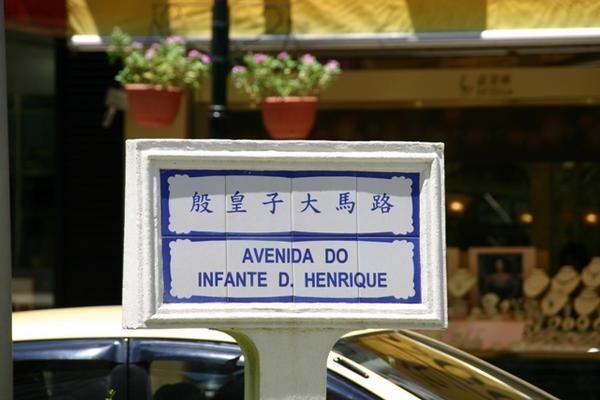 殷皇子大馬路
AVENIDA DO
INFANTE D. HENRIQUE